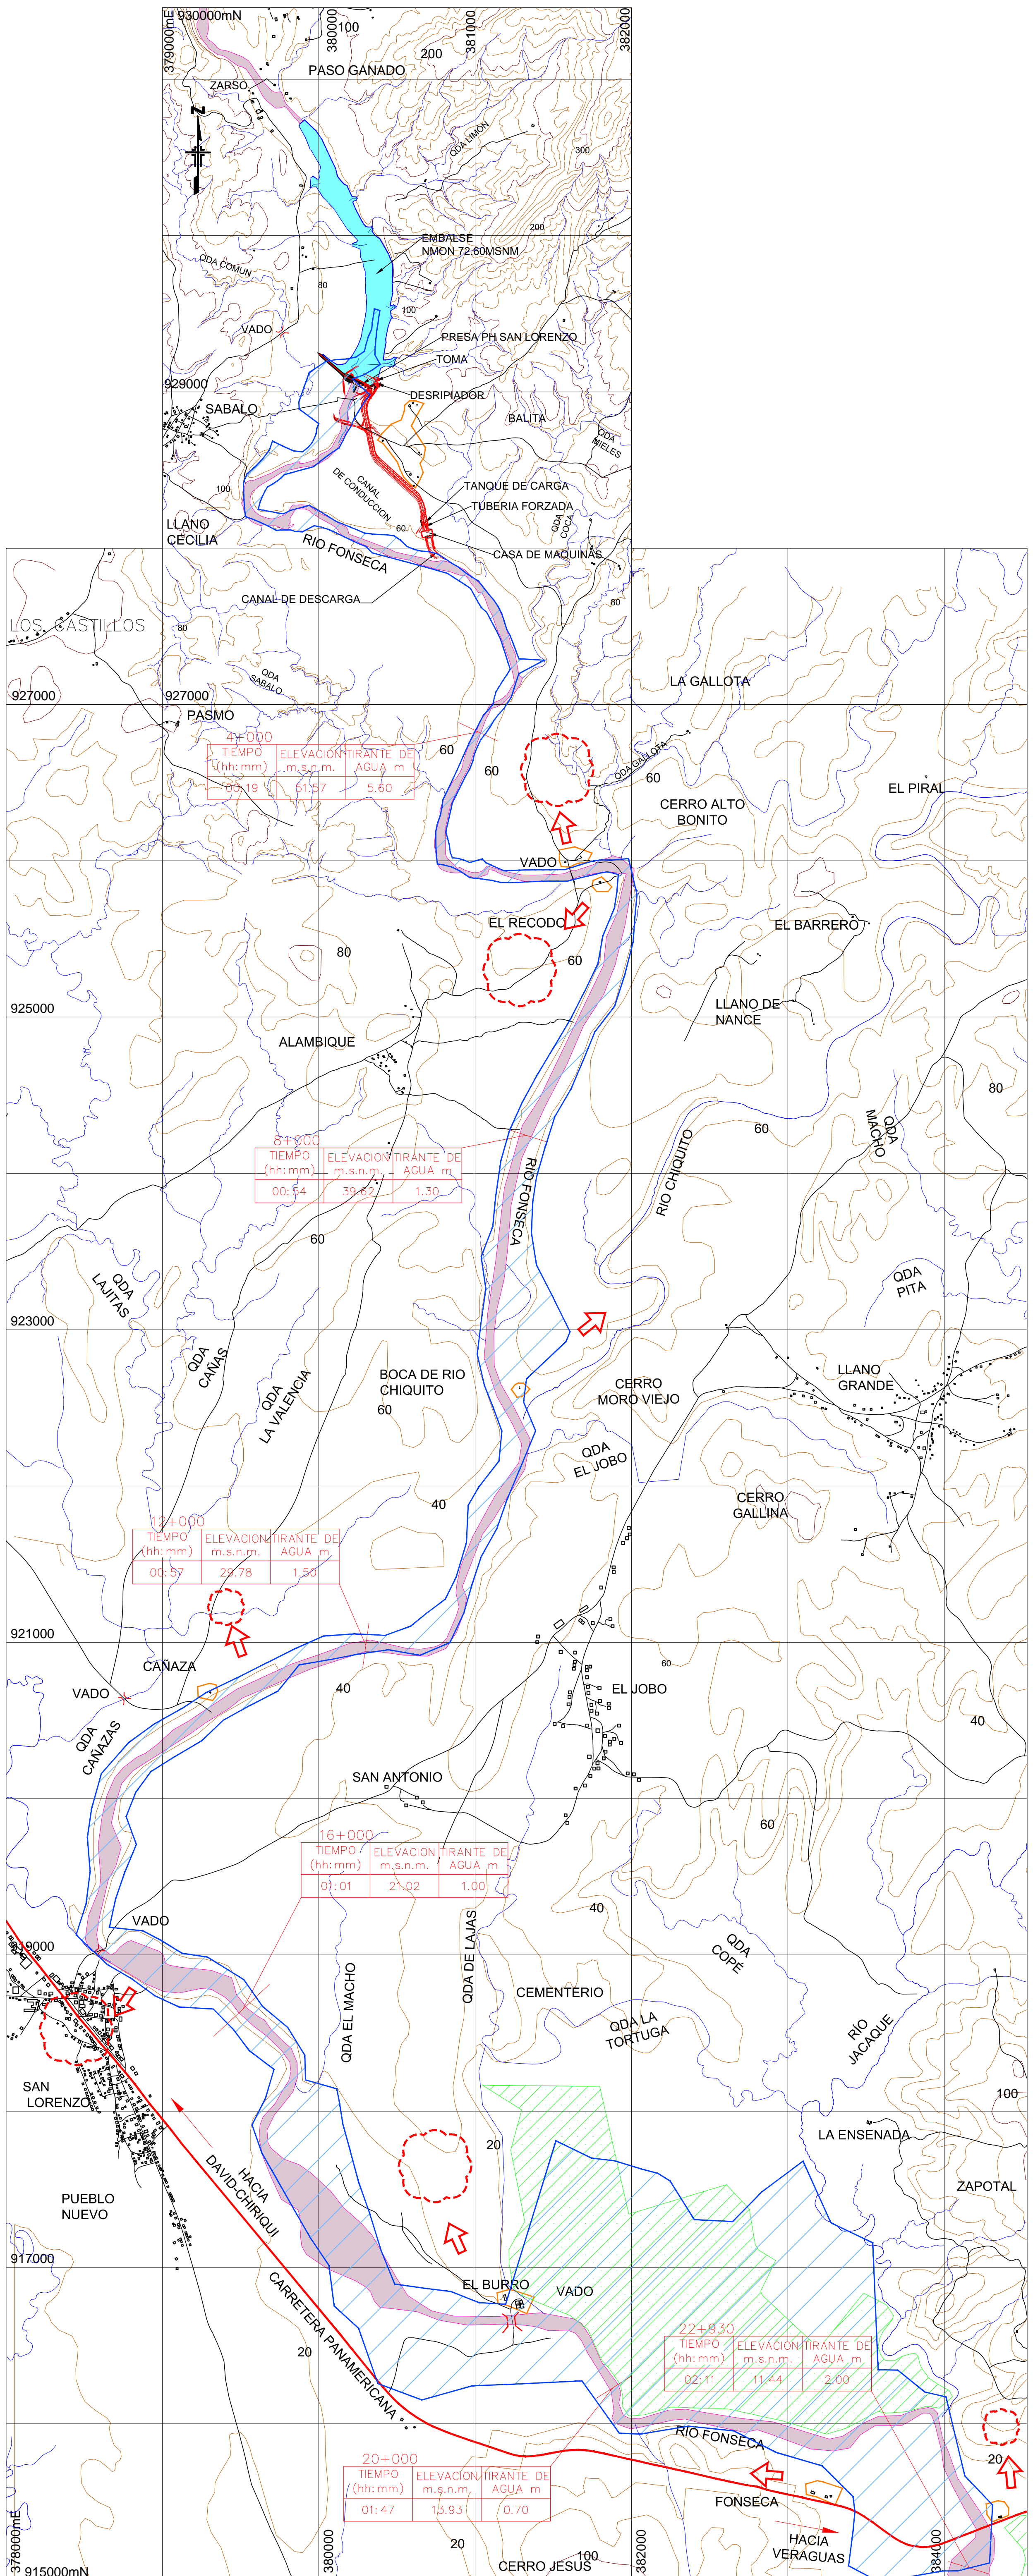 379000mE
930000mN
380000
100
381000
382000
200
PASO GANADO
ZARSO
N
QDA LIMON
300
200
EMBALSE
NMON 72,60MSNM
QDA COMUN
80
100
VADO
PRESA PH SAN LORENZO
TOMA
929000
DESRIPIADOR
SABALO
BALITA
QDA
MIELES
CANAL
DE CONDUCCION
100
TANQUE DE CARGA
TUBERIA FORZADA
LLANO
CECILIA
60
QDA
COCA
RIO FONSECA
CASA DE MAQUINAS
CANAL DE DESCARGA
80
LOS CASTILLOS
80
QDA
SABALO
LA GALLOTA
927000
927000
PASMO
4+000
TIEMPO
(hh:mm)
ELEVACION
m.s.n.m.
TIRANTE DE
AGUA m
00:19
51.57
5.60
60
60
QDA GALLOTA
60
EL PIRAL
CERRO ALTO
BONITO
VADO
EL RECODO
EL BARRERO
80
60
925000
LLANO DE
NANCE
ALAMBIQUE
80
QDA
MACHO
60
8+000
TIEMPO
(hh:mm)
ELEVACION
m.s.n.m.
TIRANTE DE
AGUA m
00:54
39.62
1.30
RIO FONSECA
RIO CHIQUITO
60
QDA
LAJITAS
QDA
PITA
923000
QDA
CAÑAS
QDA
LA VALENCIA
BOCA DE RIO
CHIQUITO
60
CERRO
MORO VIEJO
LLANO
GRANDE
QDA
EL JOBO
40
CERRO
GALLINA
12+000
TIEMPO
(hh:mm)
ELEVACION
m.s.n.m.
TIRANTE DE
AGUA m
00:57
29.78
1.50
921000
60
CAÑAZA
40
EL JOBO
VADO
QDA
CAÑAZAS
40
SAN ANTONIO
60
16+000
TIEMPO
(hh:mm)
ELEVACION
m.s.n.m.
TIRANTE DE
AGUA m
01:01
21.02
1.00
40
VADO
919000
QDA EL MACHO
QDA DE LAJAS
QDA
COPÉ
CEMENTERIO
QDA LA
TORTUGA
RÍO
JACAQUE
SAN
LORENZO
100
LA ENSENADA
20
HACIA
DAVID-CHIRIQUI
PUEBLO
NUEVO
ZAPOTAL
917000
EL BURRO
VADO
CARRETERA PANAMERICANA
22+930
TIEMPO
(hh:mm)
ELEVACION
m.s.n.m.
TIRANTE DE
AGUA m
02:11
11.44
2.00
20
RIO FONSECA
20
20+000
TIEMPO
(hh:mm)
ELEVACION
m.s.n.m.
TIRANTE DE
AGUA m
01:47
13.93
0.70
FONSECA
HACIA
VERAGUAS
378000mE
915000mN
380000
20
100
CERRO JESUS
382000
384000